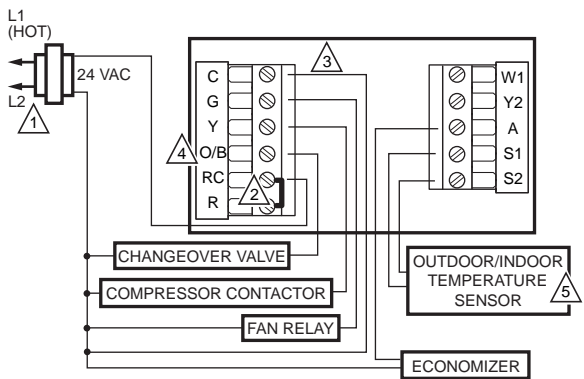 L1
(HOT)
24 VAC
L2
1
3
C
G
Y
4
O/B
RC
2
R
W1
Y2
A
S1
S2
CHANGEOVER VALVE
COMPRESSOR CONTACTOR
FAN RELAY
OUTDOOR/INDOOR
TEMPERATURE
SENSOR
5
ECONOMIZER